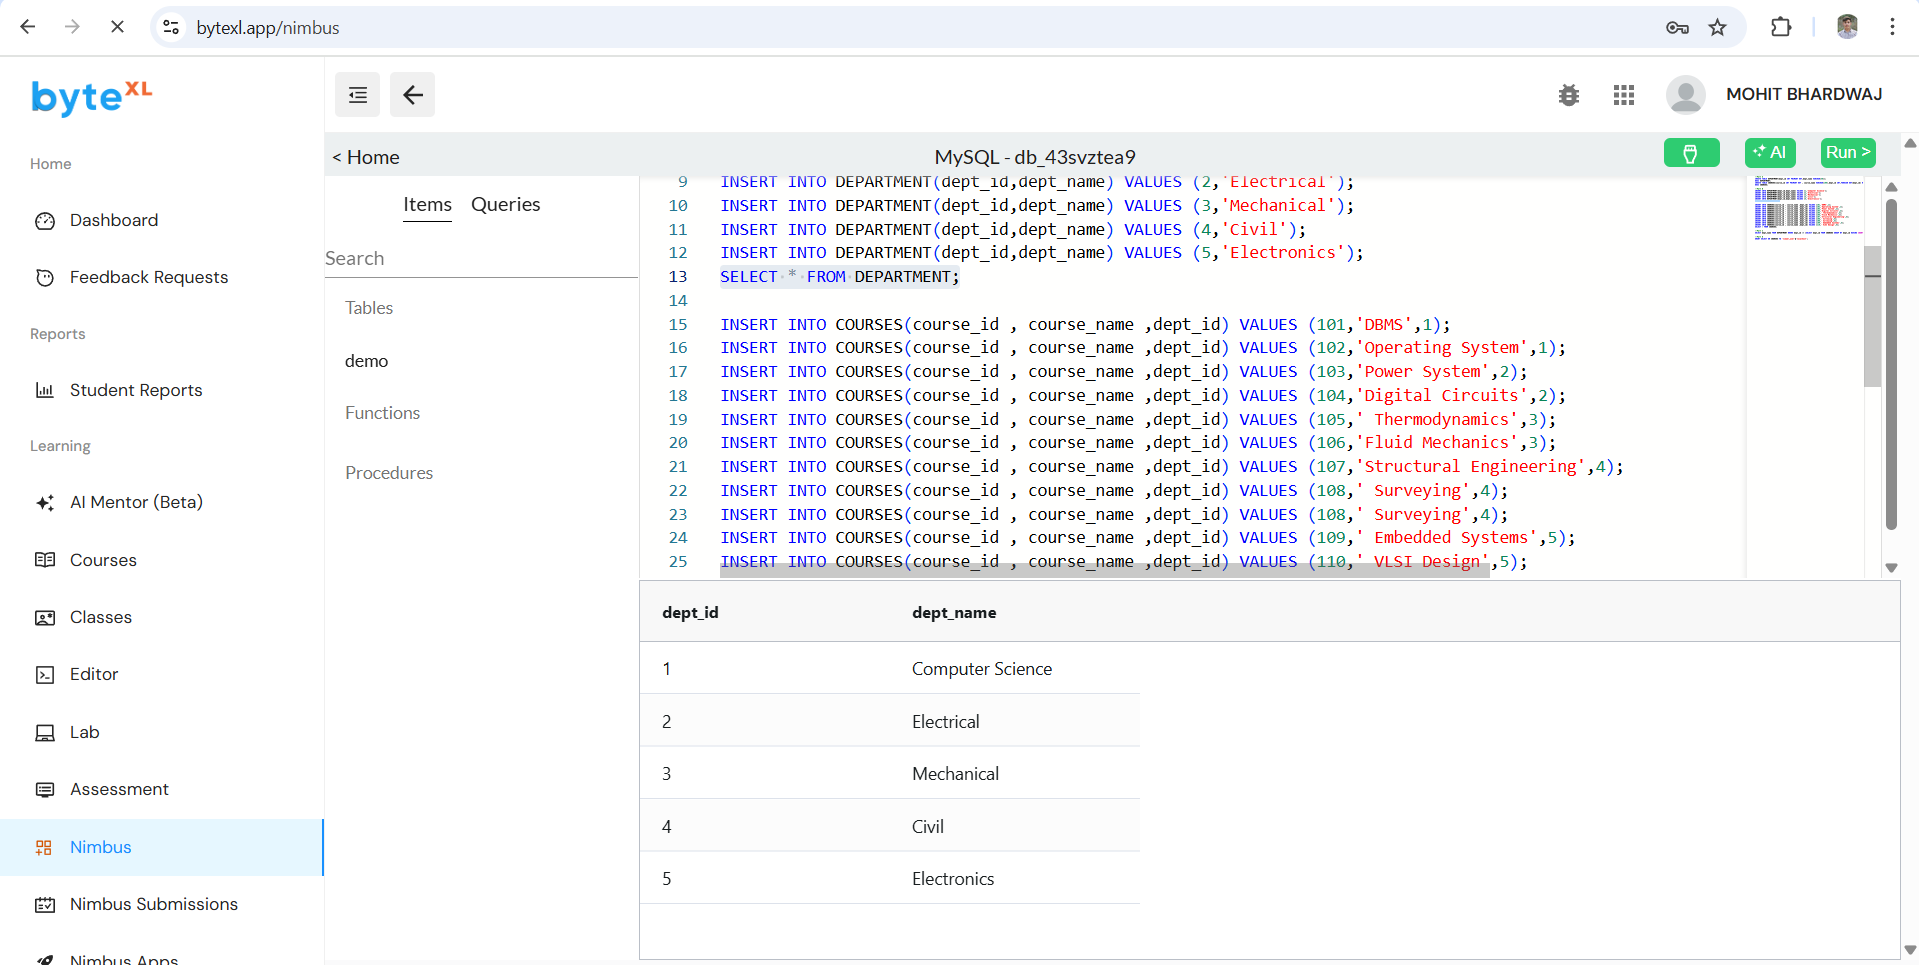 bytexl.app/nimbus
byteXL
MOHIT BHARDWAJ
Home
Dashboard
Feedback Requests
Reports
Student Reports
Learning
AI Mentor (Beta)
Courses
Classes
Editor
Lab
Assessment
Nimbus
Nimbus Submissions
Nimbus Apps
< Home
MySQL - db_43svztea9
AI
Run >
Items Queries
Search
Tables
demo
Functions
Procedures
9 INSERT INTO DEPARTMENT(dept_id,dept_name) VALUES (2,'Electrical');
10 INSERT INTO DEPARTMENT(dept_id,dept_name) VALUES (3,'Mechanical');
11 INSERT INTO DEPARTMENT(dept_id,dept_name) VALUES (4,'Civil');
12 INSERT INTO DEPARTMENT(dept_id,dept_name) VALUES (5,'Electronics');
13 SELECT * FROM DEPARTMENT;
14
15 INSERT INTO COURSES(course_id , course_name ,dept_id) VALUES (101,'DBMS',1);
16 INSERT INTO COURSES(course_id , course_name ,dept_id) VALUES (102,'Operating System',1);
17 INSERT INTO COURSES(course_id , course_name ,dept_id) VALUES (103,'Power System',2);
18 INSERT INTO COURSES(course_id , course_name ,dept_id) VALUES (104,'Digital Circuits',2);
19 INSERT INTO COURSES(course_id , course_name ,dept_id) VALUES (105,' Thermodynamics',3);
20 INSERT INTO COURSES(course_id , course_name ,dept_id) VALUES (106,'Fluid Mechanics',3);
21 INSERT INTO COURSES(course_id , course_name ,dept_id) VALUES (107,'Structural Engineering',4);
22 INSERT INTO COURSES(course_id , course_name ,dept_id) VALUES (108,' Surveying',4);
23 INSERT INTO COURSES(course_id , course_name ,dept_id) VALUES (108,' Surveying',4);
24 INSERT INTO COURSES(course_id , course_name ,dept_id) VALUES (109,' Embedded Systems',5);
25 INSERT INTO COURSES(course_id , course_name ,dept_id) VALUES (110,' VLSI Design',5);
dept_id dept_name
1 Computer Science
2 Electrical
3 Mechanical
4 Civil
5 Electronics